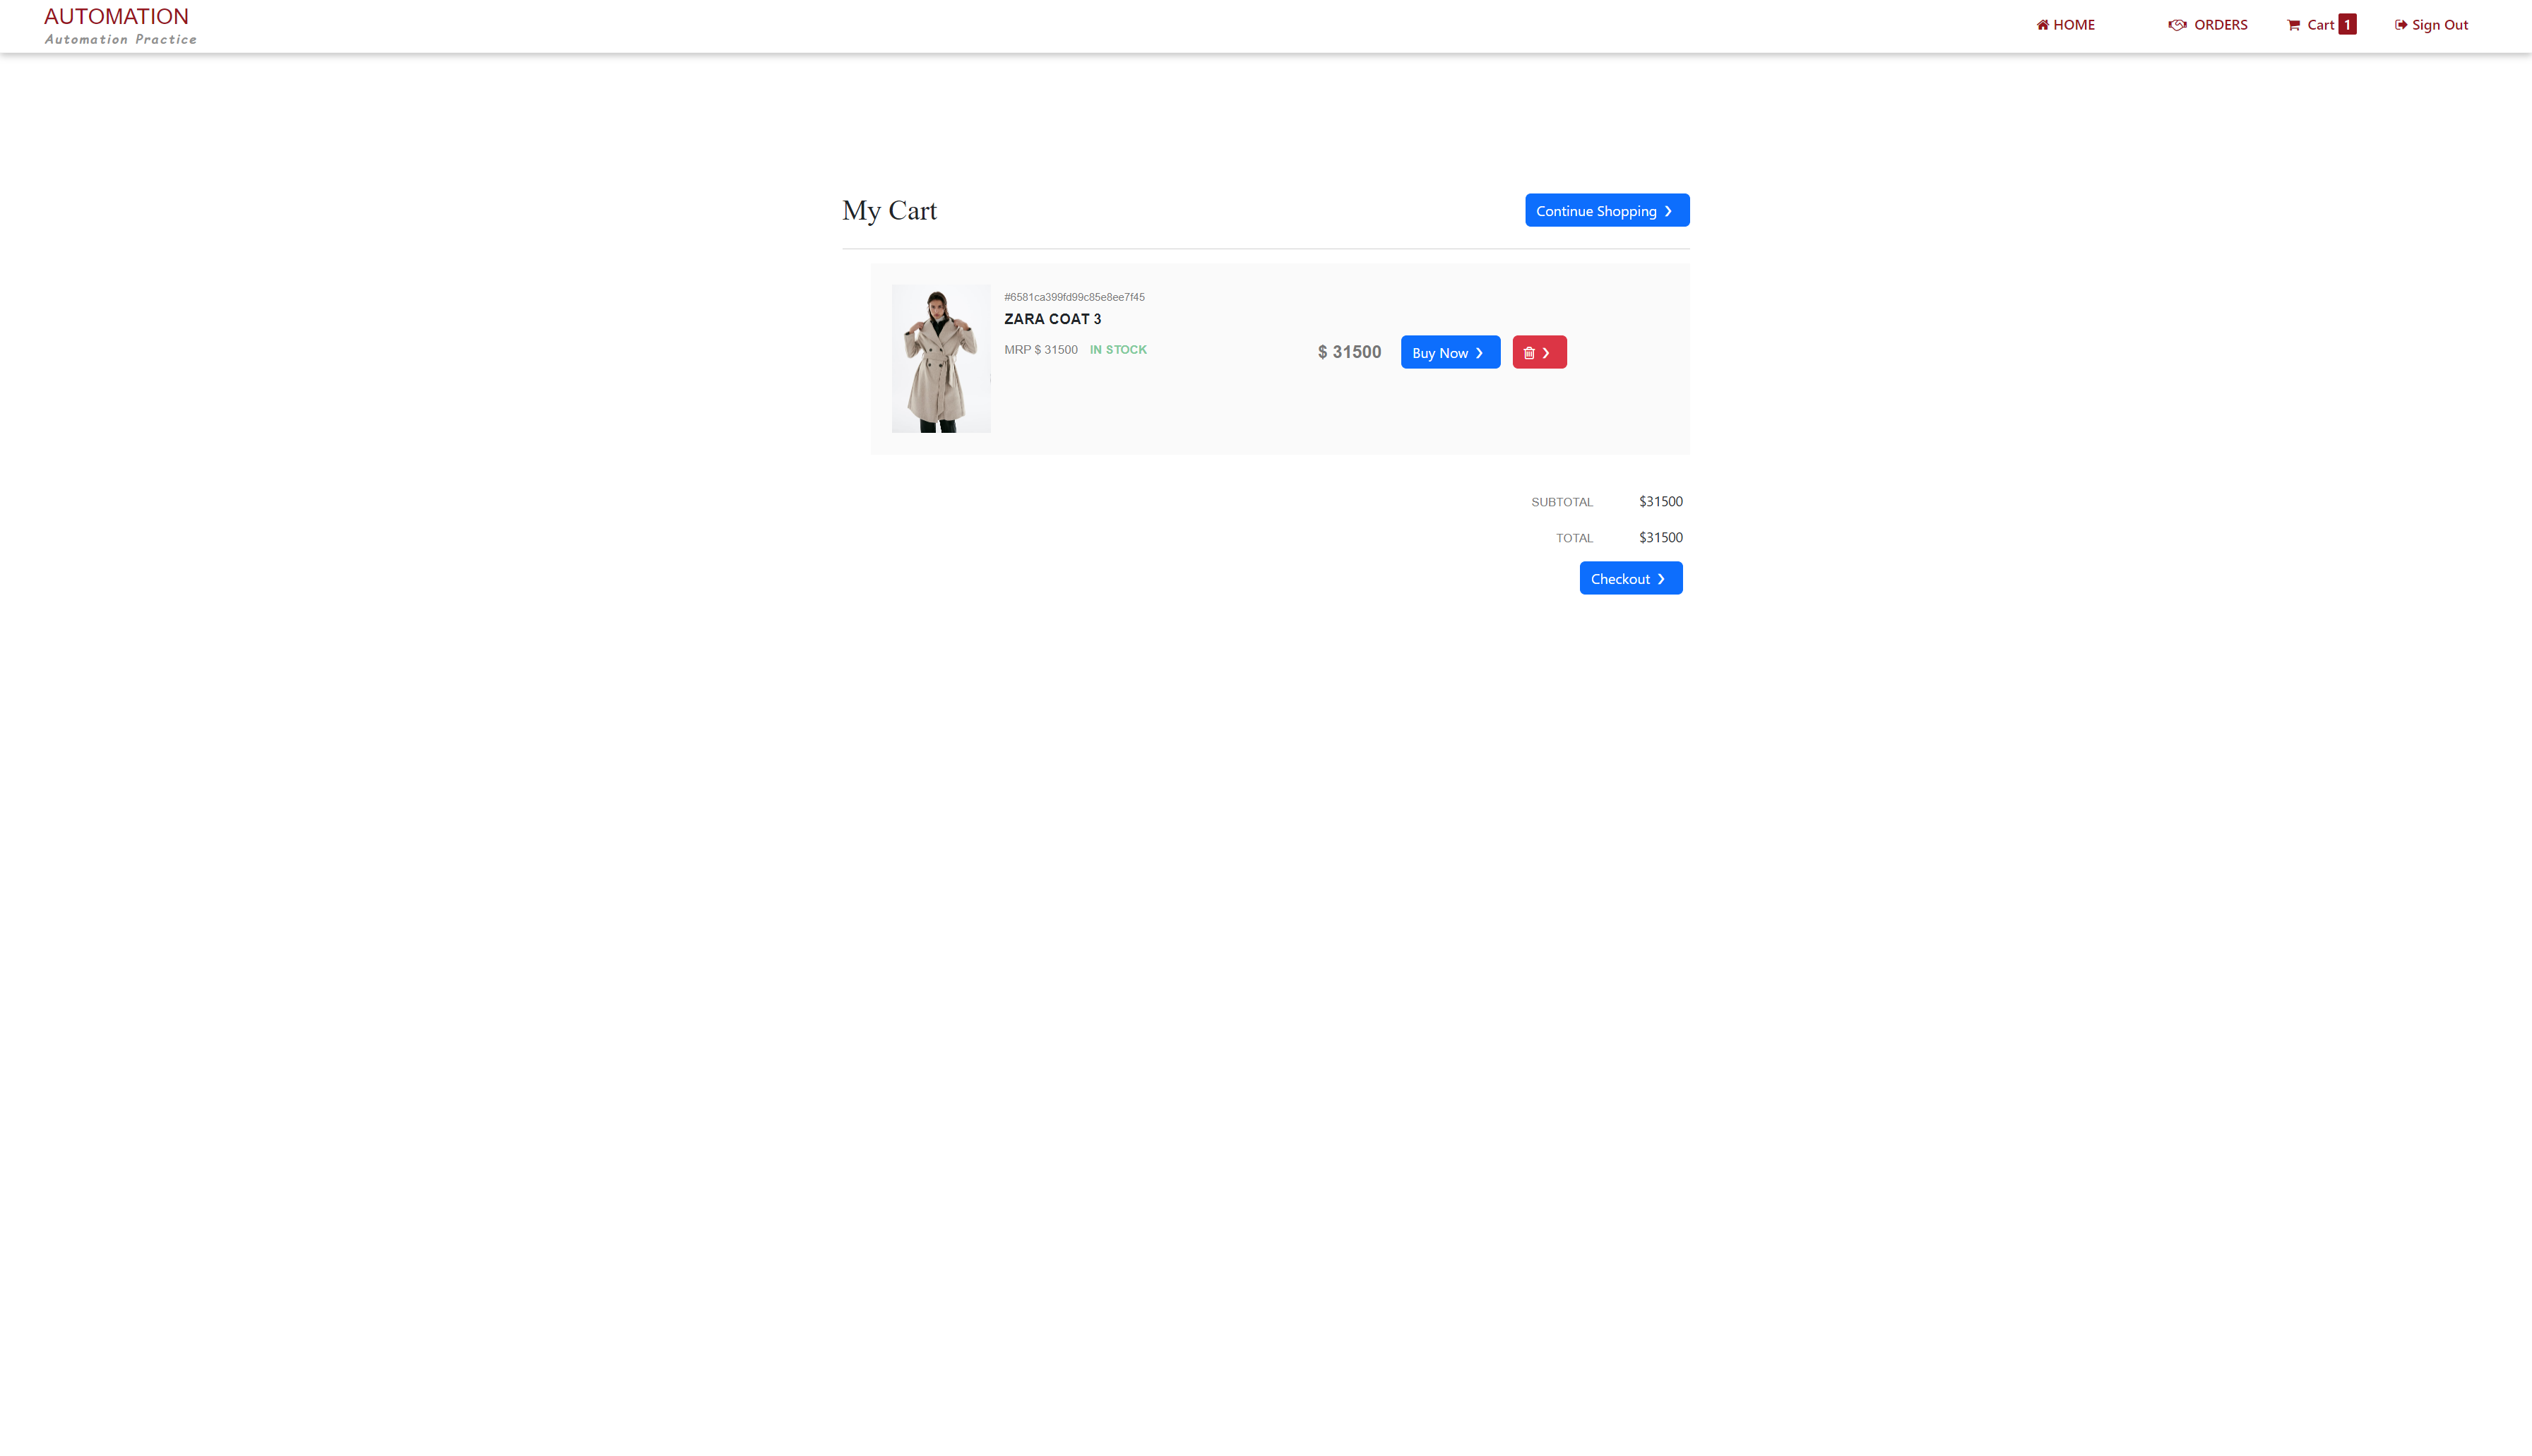 AUTOMATION
Automation Practice
HOME
ORDERS
Cart 1
Sign Out
My Cart
Continue Shopping
#6581ca399fd99c85e8ee7f45
ZARA COAT 3
MRP $ 31500 IN STOCK
$ 31500
Buy Now
SUBTOTAL $31500
TOTAL $31500
Checkout